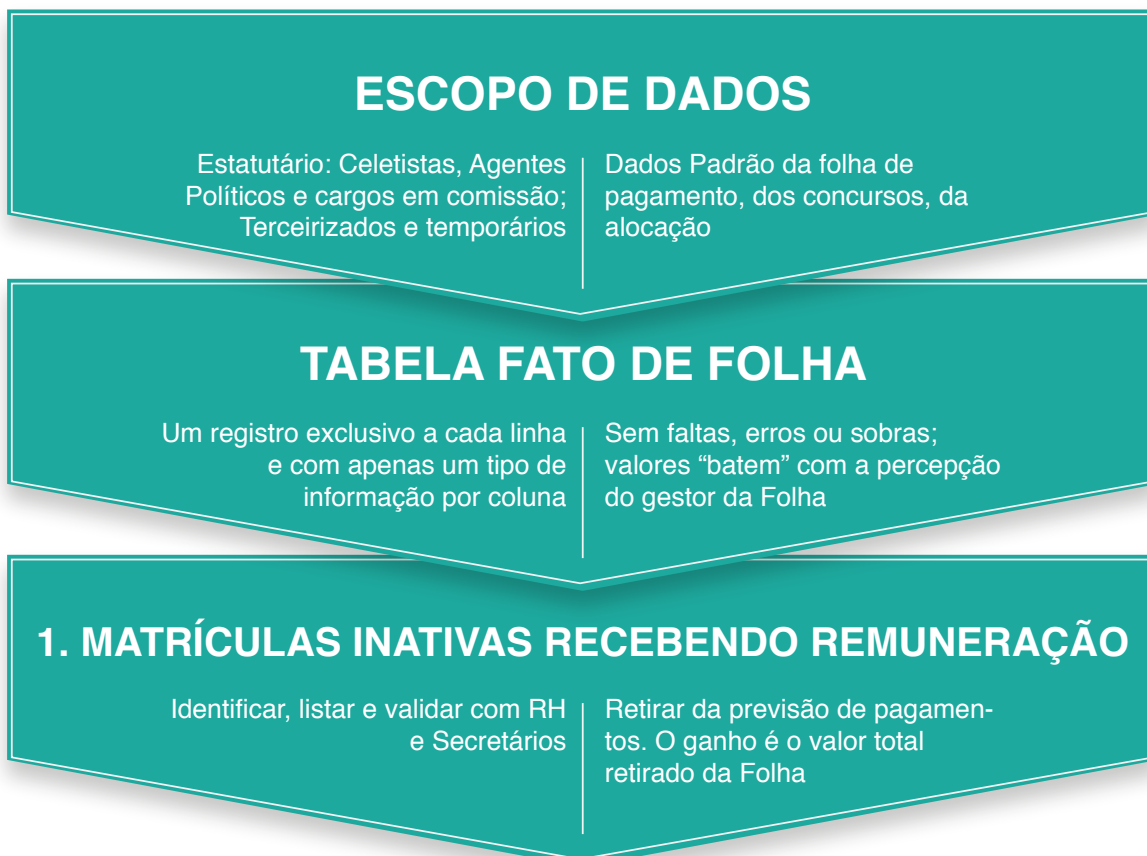 ESCOPO DE DADOS
Estatutário: Celetistas, Agentes
Políticos e cargos em comissão;
Terceirizados e temporários
Dados Padrão da folha de
pagamento, dos concursos, da
alocação
TABELA FATO DE FOLHA
Um registro exclusivo a cada linha
e com apenas um tipo de
informação por coluna
Sem faltas, erros ou sobras;
valores “batem” com a percepção
do gestor da Folha
1. MATRÍCULAS INATIVAS RECEBENDO REMUNERAÇÃO
Identificar, listar e validar com RH
e Secretários
Retirar da previsão de pagamen-
tos. O ganho é o valor total
retirado da Folha